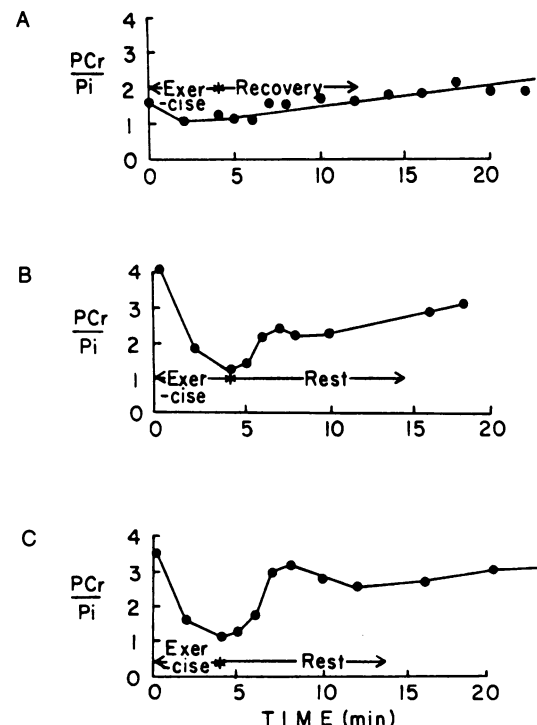 A
4
3
2
1
0
PCr
Pi
Exer
-cise
Recovery
0 5 10 15 20
B
4
3
2
1
0
PCr
Pi
Exer
-cise
Rest
0 5 10 15 20
C
4
3
2
1
0
PCr
Pi
Exer
cise
Rest
0 5 10 15 20
TIME (min)